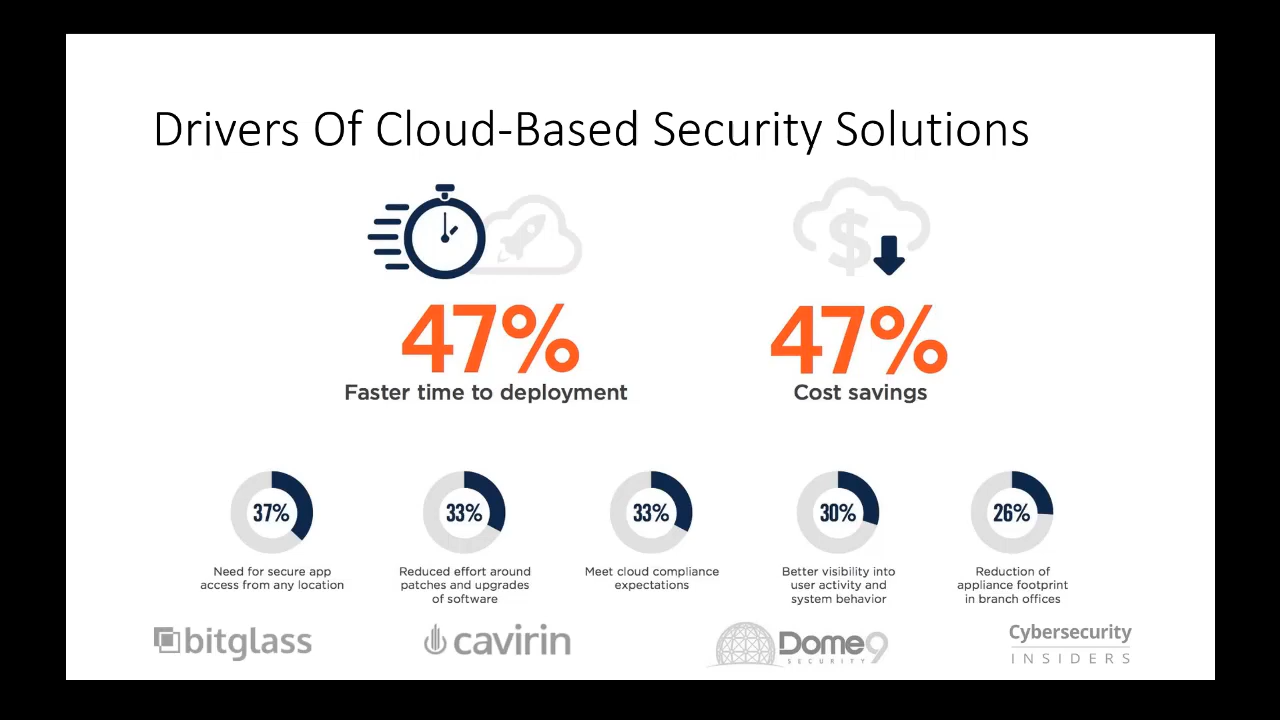 Drivers Of Cloud-Based Security Solutions
$
47%
47%
Faster time to deployment
Cost savings
37%
Need for secure app
access from any location
33%
Reduced effort around
patches and upgrades
of software
33%
Meet cloud compliance
expectations
30%
Better visibility into
user activity and
system behavior
26%
Reduction of
appliance footprint
in branch offices
bitglass
cavirin
Dome9
SECURITY
Cybersecurity
INSIDERS